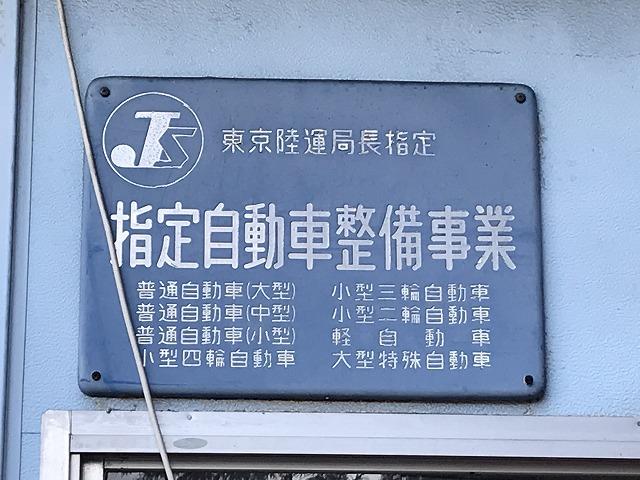 JS
東京陸運局長指定
指定自動車整備事業
普通自動車(大型)
普通自動車(中型)
普通自動車(小型)
小型四輪自動車
小型三輪自動車
小型二輪自動車
軽自動車
大型特殊自動車